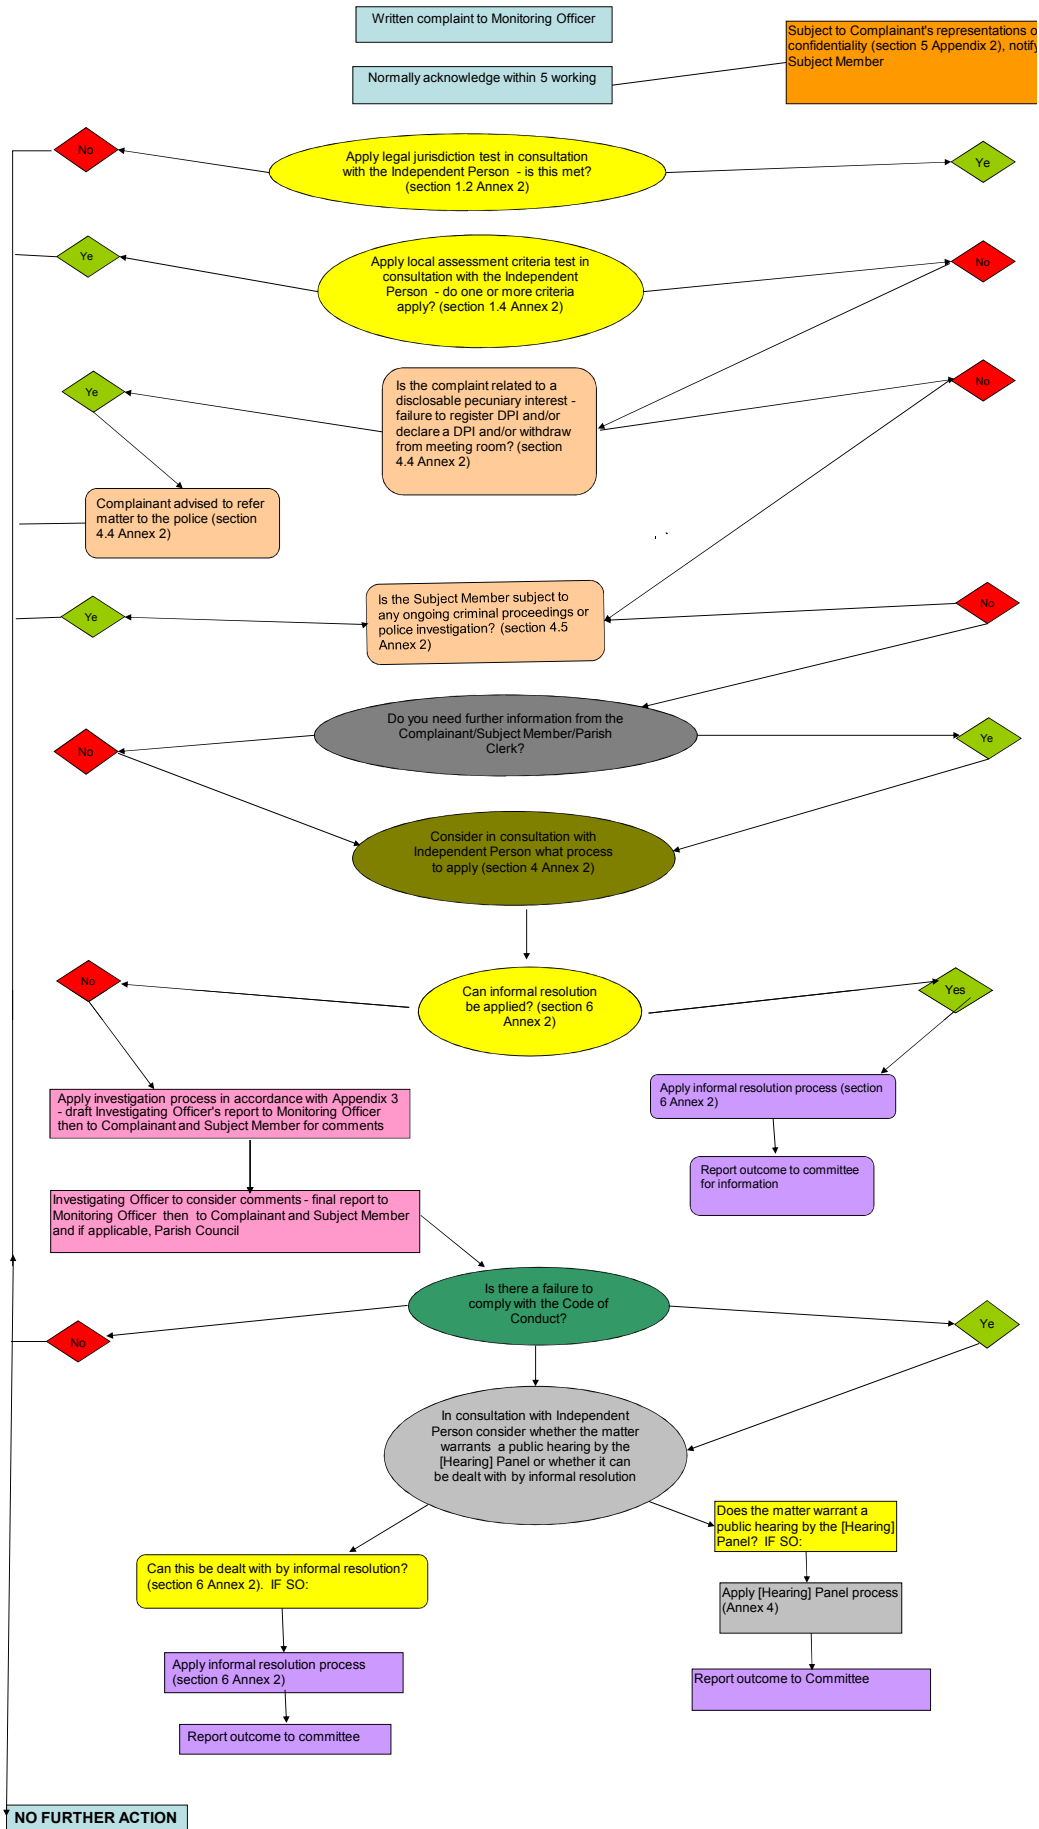 Written complaint to Monitoring Officer
Subject to Complainant's representations o
confidentiality (section 5 Appendix 2), notify
Subject Member
Normally acknowledge within 5 working
No
Apply legal jurisdiction test in consultation
with the Independent Person - is this met?
(section 1.2 Annex 2)
Ye
Ye
Apply local assessment criteria test in
consultation with the Independent
Person - do one or more criteria
apply? (section 1.4 Annex 2)
No
Ye
Is the complaint related to a
disclosable pecuniary interest -
failure to register DPI and/or
declare a DPI and/or withdraw
from meeting room? (section
4.4 Annex 2)
No
Complainant advised to refer
matter to the police (section
4.4 Annex 2)
Ye
Is the Subject Member subject to
any ongoing criminal proceedings or
police investigation? (section 4.5
Annex 2)
No
Do you need further information from the
Complainant/Subject Member/Parish
Clerk?
No
Ye
Consider in consultation with
Independent Person what process
to apply (section 4 Annex 2)
No
Can informal resolution
be applied? (section 6
Annex 2)
Yes
Apply investigation process in accordance with Appendix 3
- draft Investigating Officer's report to Monitoring Officer
then to Complainant and Subject Member for comments
Apply informal resolution process (section
6 Annex 2)
Report outcome to committee
for information
Investigating Officer to consider comments - final report to
Monitoring Officer then to Complainant and Subject Member
and if applicable, Parish Council
Is there a failure to
comply with the Code of
Conduct?
No
Ye
In consultation with Independent
Person consider whether the matter
warrants a public hearing by the
[Hearing] Panel or whether it can
be dealt with by informal resolution
Does the matter warrant a
public hearing by the [Hearing]
Panel? IF SO:
Can this be dealt with by informal resolution?
(section 6 Annex 2). IF SO:
Apply [Hearing] Panel process
(Annex 4)
Apply informal resolution process
(section 6 Annex 2)
Report outcome to Committee
Report outcome to committee
NO FURTHER ACTION